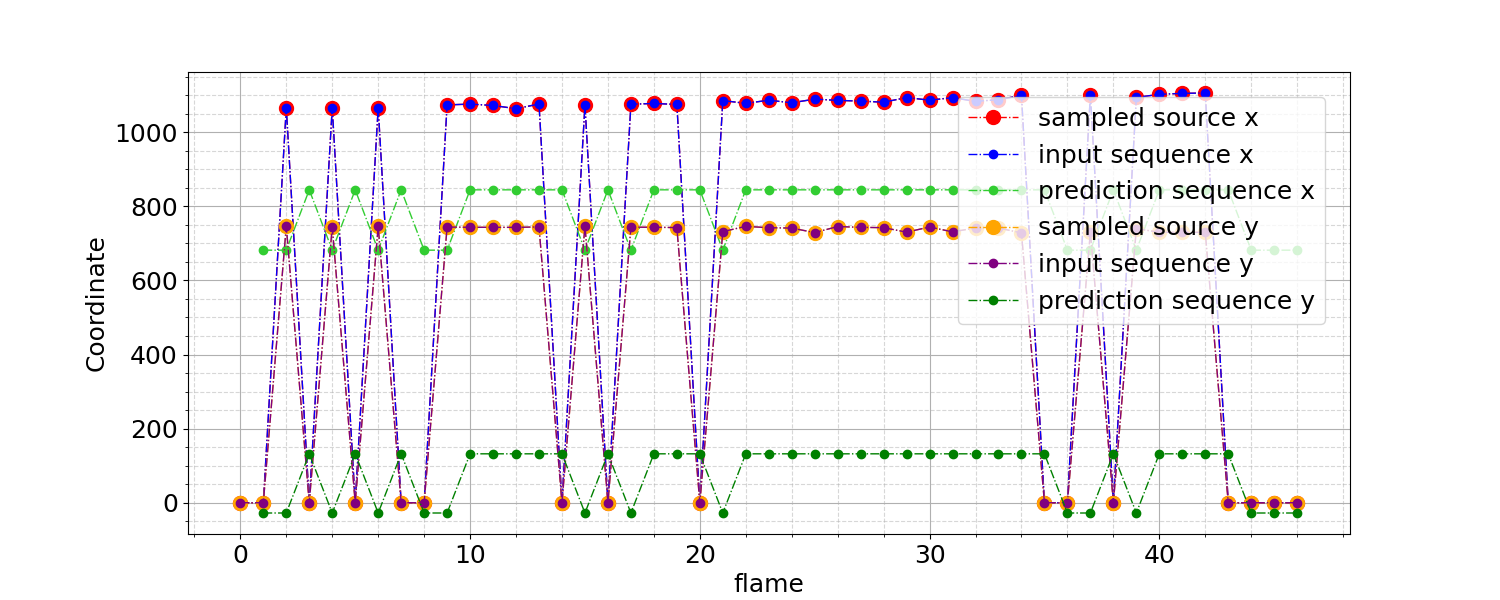 Coordinate
1000
800
600
400
200
0
sampled source x
input sequence x
prediction sequence x
sampled source y
input sequence y
prediction sequence y
0 10 20 30 40
flame